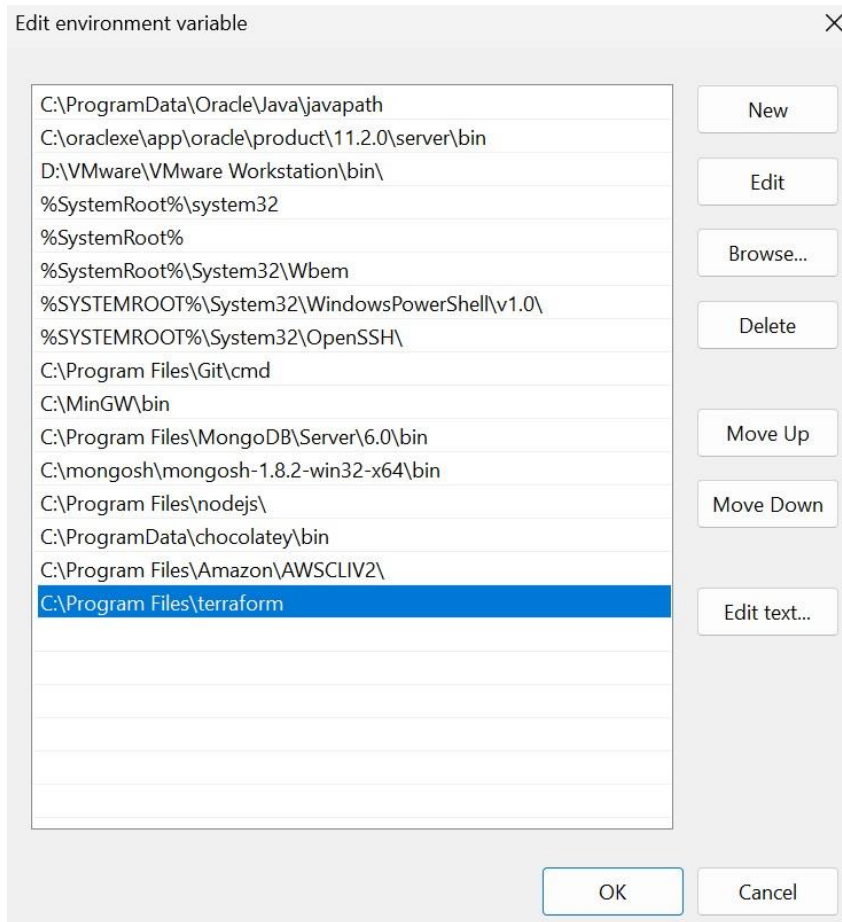 Edit environment variable
C:\ProgramData\Oracle\Java\javapath
C:\oraclexe\app\oracle\product\11.2.0\server\bin
D:\VMware\VMware Workstation\bin\
%SystemRoot%\system32
%SystemRoot%
%SystemRoot%\System32\Wbem
%SYSTEMROOT%\System32\WindowsPowerShell\v1.0\
%SYSTEMROOT%\System32\OpenSSH\
C:\Program Files\Git\cmd
C:\MinGW\bin
C:\Program Files\MongoDB\Server\6.0\bin
C:\mongosh\mongosh-1.8.2-win32-x64\bin
C:\Program Files\nodejs\
C:\ProgramData\chocolatey\bin
C:\Program Files\Amazon\AWSCLIV2\
C:\Program Files\terraform
New
Edit
Browse...
Delete
Move Up
Move Down
Edit text...
OK
Cancel